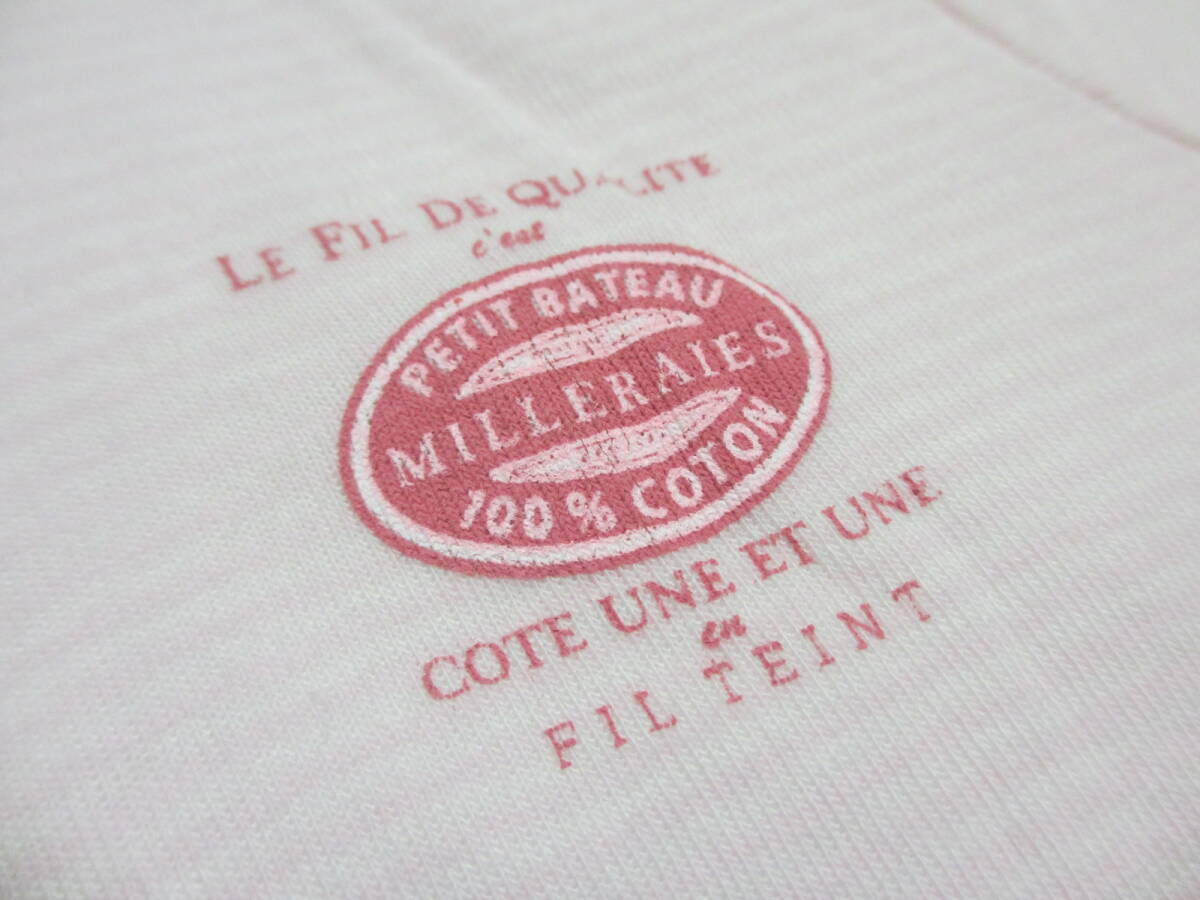 LE FIL DE QUALITE
c'est
PETIT BATEAU
MILLERAIES
100 % COTON
COTE UNE ET UNE
en
FIL TEINT